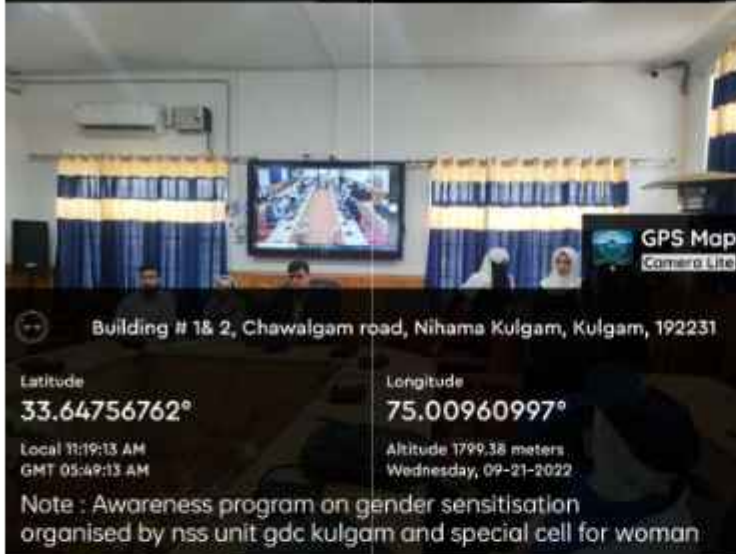 GPS Map
Camera Lite
Building # 1& 2, Chawalgam road, Nihama Kulgam, Kulgam, 192231
Latitude
33.64756762°
Longitude
75.00960997°
Local 11:19:13 AM
GMT 05:49:13 AM
Altitude 1799.38 meters
Wednesday, 09-21-2022
Note : Awareness program on gender sensitisation
organised by nss unit gdc kulgam and special cell for woman